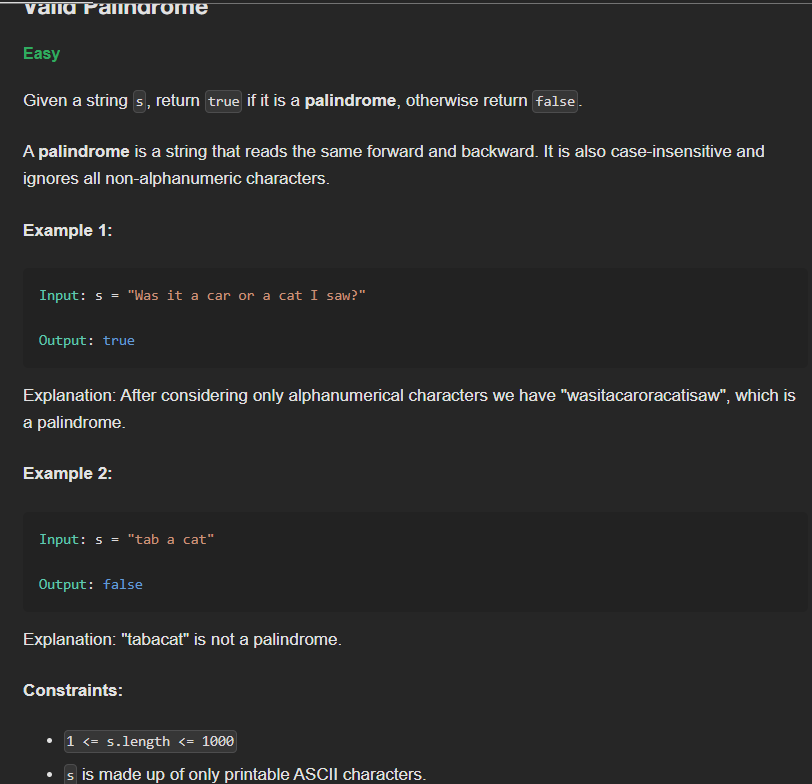 Valid Palindrome
Easy
Given a string s, return true if it is a palindrome, otherwise return false.
A palindrome is a string that reads the same forward and backward. It is also case-insensitive and
ignores all non-alphanumeric characters.
Example 1:
Input: s = "Was it a car or a cat I saw?"
Output: true
Explanation: After considering only alphanumerical characters we have "wasitacaroracatisaw", which is
a palindrome.
Example 2:
Input: s = "tab a cat"
Output: false
Explanation: "tabacat" is not a palindrome.
Constraints:
• 1 <= s.length <= 1000
• s is made up of only printable ASCII characters.